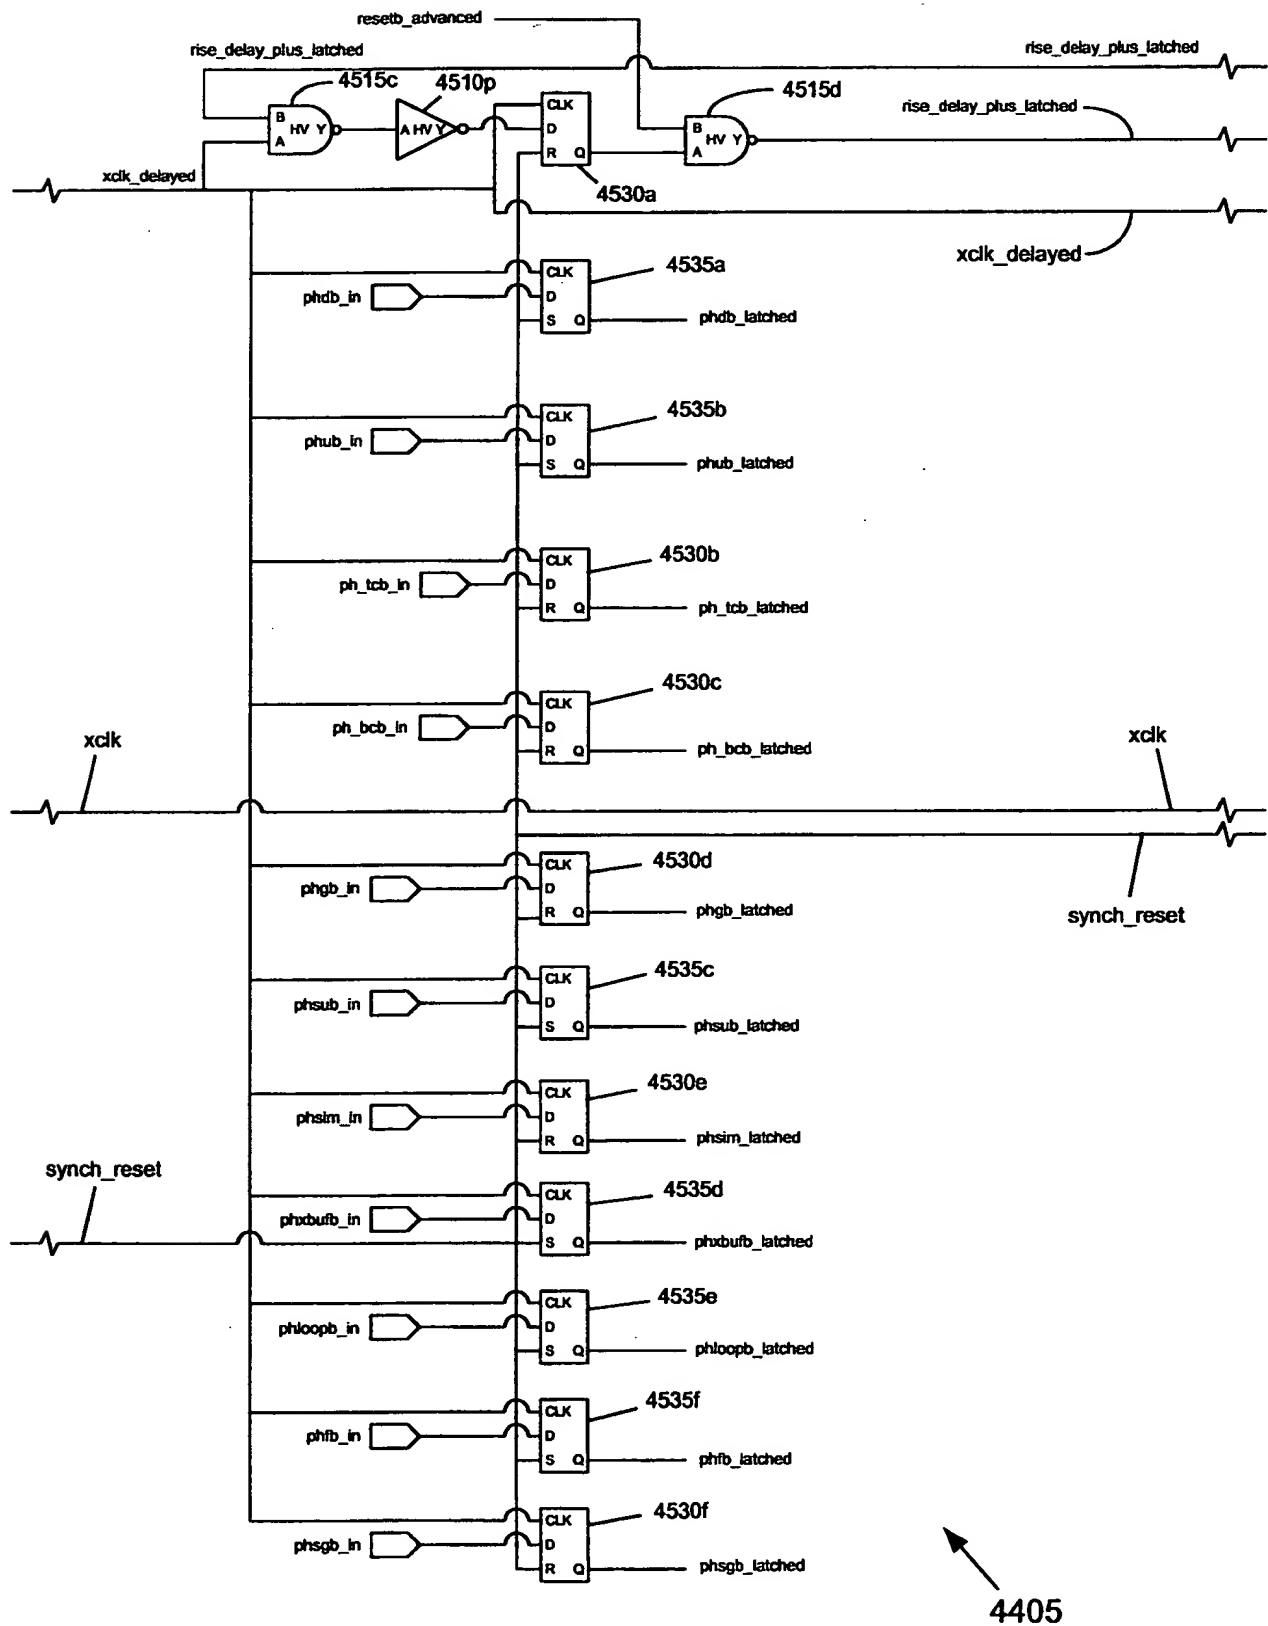 resetb_advanced
rise_delay_plus_latched
rise_delay_plus_latched
4515c
4510p
4515d
rise_delay_plus_latched
B
HV Y
A
A HV Y
CLK
D
R Q
B
HV Y
A
4530a
xclk_delayed
xclk_delayed
4535a
phdb_in
CLK
D
S Q
phdb_latched
4535b
phub_in
CLK
D
S Q
phub_latched
4530b
ph_tcb_in
CLK
D
R Q
ph_tcb_latched
4530c
ph_bcb_in
CLK
D
R Q
ph_bcb_latched
xclk
xclk
4530d
phgb_in
CLK
D
R Q
phgb_latched
synch_reset
4535c
phsub_in
CLK
D
S Q
phsub_latched
4530e
phsim_in
CLK
D
R Q
phsim_latched
synch_reset
4535d
phxbufb_in
CLK
D
S Q
phxbufb_latched
4535e
phloopb_in
CLK
D
S Q
phloopb_latched
4535f
phfb_in
CLK
D
S Q
phfb_latched
4530f
phsgb_in
CLK
D
R Q
phsgb_latched
4405